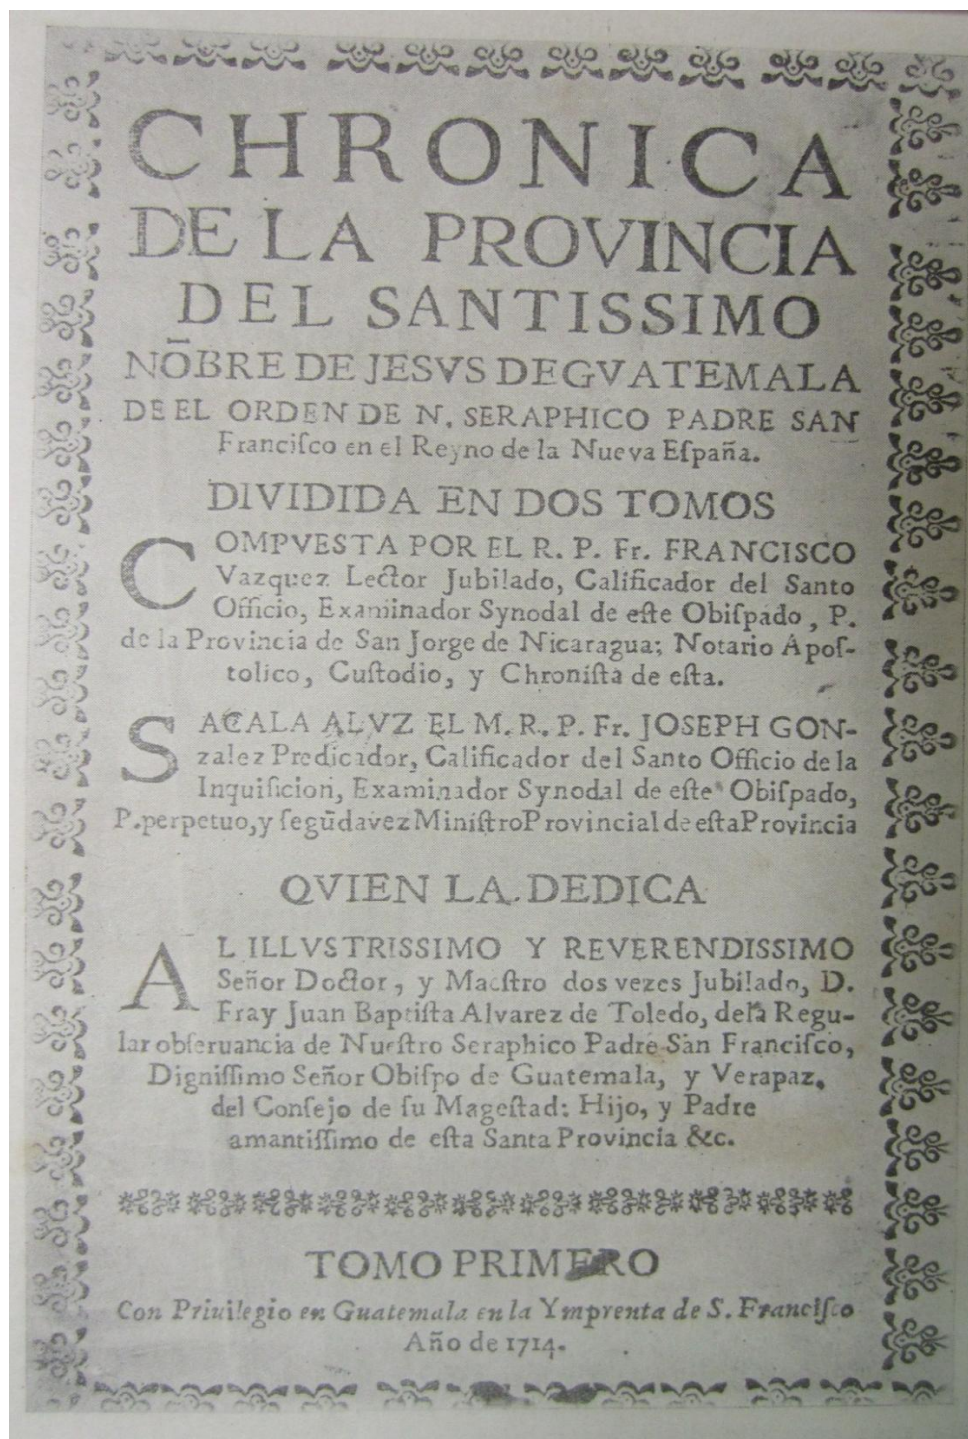 CHRONICA
DE LA PROVINCIA
DEL SANTISSIMO
NÕBRE DE JESVS DE GVATEMALA
DE EL ORDEN DE N. SERAPHICO PADRE SAN
Franciſco en el Reyno de la Nueva Eſpaña.
DIVIDIDA EN DOS TOMOS
COMPVESTA POR EL R. P. Fr. FRANCISCO
Vazquez Lector Jubilado, Calificador del Santo
Officio, Examinador Synodal de eſte Obiſpado, P.
de la Provincia de San Jorge de Nicaragua; Notario Apoſ-
tolico, Cuſtodio, y Chroniſta de eſta.
SACALA A LVZ EL M. R. P. Fr. JOSEPH GON-
zalez Predicador, Calificador del Santo Officio de la
Inquiſicion, Examinador Synodal de eſte Obiſpado,
P. perpetuo, y ſegũda vez Miniſtro Provincial de eſta Provincia
QVIEN LA DEDICA
AL ILLVSTRISSIMO Y REVERENDISSIMO
Señor Doctor, y Maeſtro dos vezes Jubilado, D.
Fray Juan Baptiſta Alvarez de Toledo, dela Regu-
lar obſeruancia de Nueſtro Seraphico Padre San Franciſco,
Digniſſimo Señor Obiſpo de Guatemala, y Verapaz,
del Conſejo de ſu Mageſtad: Hijo, y Padre
amantiſſimo de eſta Santa Provincia &c.
TOMO PRIMERO
Con Priuilegio en Guatemala en la Ymprenta de S. Franciſco
Año de 1714.